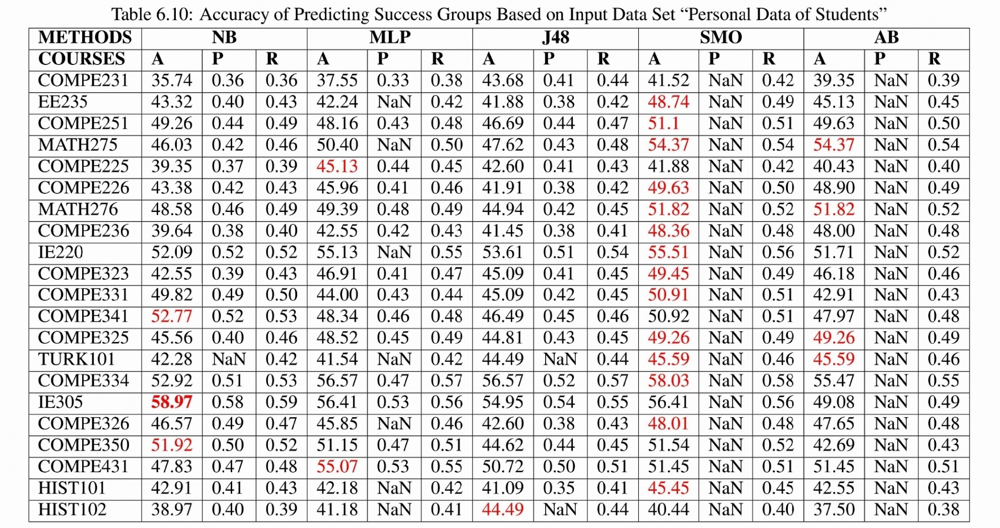 Table 6.10: Accuracy of Predicting Success Groups Based on Input Data Set “Personal Data of Students”
METHODS NB MLP J48 SMO AB
COURSES A P R A P R A P R A P R A P R
COMPE231 35.74 0.36 0.36 37.55 0.33 0.38 43.68 0.41 0.44 41.52 NaN 0.42 39.35 NaN 0.39
EE235 43.32 0.40 0.43 42.24 NaN 0.42 41.88 0.38 0.42 48.74 NaN 0.49 45.13 NaN 0.45
COMPE251 49.26 0.44 0.49 48.16 0.43 0.48 46.69 0.44 0.47 51.1 NaN 0.51 49.63 NaN 0.50
MATH275 46.03 0.42 0.46 50.40 NaN 0.50 47.62 0.43 0.48 54.37 NaN 0.54 54.37 NaN 0.54
COMPE225 39.35 0.37 0.39 45.13 0.44 0.45 42.60 0.41 0.43 41.88 NaN 0.42 40.43 NaN 0.40
COMPE226 43.38 0.42 0.43 45.96 0.41 0.46 41.91 0.38 0.42 49.63 NaN 0.50 48.90 NaN 0.49
MATH276 48.58 0.46 0.49 49.39 0.48 0.49 44.94 0.42 0.45 51.82 NaN 0.52 51.82 NaN 0.52
COMPE236 39.64 0.38 0.40 42.55 0.42 0.43 41.45 0.38 0.41 48.36 NaN 0.48 48.00 NaN 0.48
IE220 52.09 0.52 0.52 55.13 NaN 0.55 53.61 0.51 0.54 55.51 NaN 0.56 51.71 NaN 0.52
COMPE323 42.55 0.39 0.43 46.91 0.41 0.47 45.09 0.41 0.45 49.45 NaN 0.49 46.18 NaN 0.46
COMPE331 49.82 0.49 0.50 44.00 0.43 0.44 45.09 0.42 0.45 50.91 NaN 0.51 42.91 NaN 0.43
COMPE341 52.77 0.52 0.53 48.34 0.46 0.48 46.49 0.45 0.46 50.92 NaN 0.51 47.97 NaN 0.48
COMPE325 45.56 0.40 0.46 48.52 0.45 0.49 44.81 0.43 0.45 49.26 NaN 0.49 49.26 NaN 0.49
TURK101 42.28 NaN 0.42 41.54 NaN 0.42 44.49 NaN 0.44 45.59 NaN 0.46 45.59 NaN 0.46
COMPE334 52.92 0.51 0.53 56.57 0.47 0.57 56.57 0.52 0.57 58.03 NaN 0.58 55.47 NaN 0.55
IE305 58.97 0.58 0.59 56.41 0.53 0.56 54.95 0.54 0.55 56.41 NaN 0.56 49.08 NaN 0.49
COMPE326 46.57 0.49 0.47 45.85 NaN 0.46 42.60 0.38 0.43 48.01 NaN 0.48 47.65 NaN 0.48
COMPE350 51.92 0.50 0.52 51.15 0.47 0.51 44.62 0.44 0.45 51.54 NaN 0.52 42.69 NaN 0.43
COMPE431 47.83 0.47 0.48 55.07 0.53 0.55 50.72 0.50 0.51 51.45 NaN 0.51 51.45 NaN 0.51
HIST101 42.91 0.41 0.43 42.18 NaN 0.42 41.09 0.35 0.41 45.45 NaN 0.45 42.55 NaN 0.43
HIST102 38.97 0.40 0.39 41.18 NaN 0.41 44.49 NaN 0.44 40.44 NaN 0.40 37.50 NaN 0.38